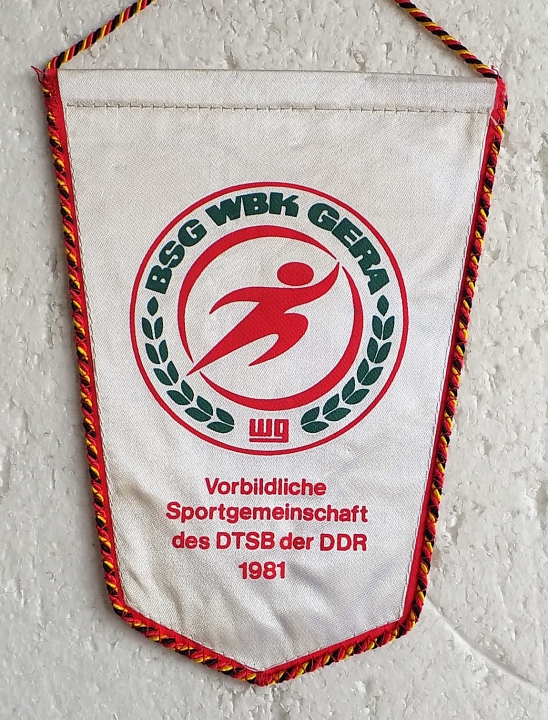 BSG WBK GERA
wg
Vorbildliche
Sportgemeinschaft
des DTSB der DDR
1981